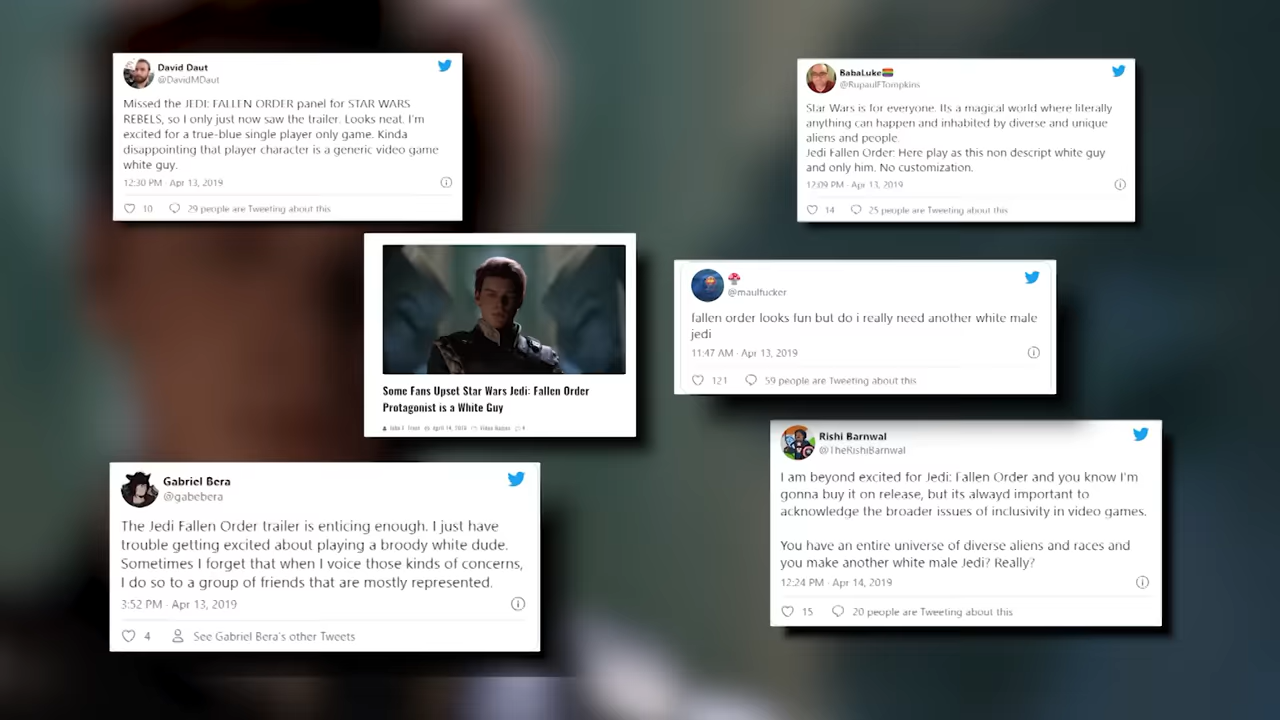 David Daut
@DavidMDaut
Missed the JEDI: FALLEN ORDER panel for STAR WARS
REBELS, so I only just now saw the trailer. Looks neat. I'm
excited for a true-blue single player only game. Kinda
disappointing that player character is a generic video game
white guy.
12:30 PM · Apr 13, 2019
10 29 people are Tweeting about this
BabaLuke🏳️‍🌈
@RupaulFTompkins
Star Wars is for everyone. Its a magical world where literally
anything can happen and inhabited by diverse and unique
aliens and people.
Jedi Fallen Order: Here play as this non descript white guy
and only him. No customization.
12:09 PM · Apr 13, 2019
14 25 people are Tweeting about this
Some Fans Upset Star Wars Jedi: Fallen Order
Protagonist is a White Guy
April 14, 2019
🍄
@maulfucker
fallen order looks fun but do i really need another white male
jedi
11:47 AM · Apr 13, 2019
121 59 people are Tweeting about this
Gabriel Bera
@gabebera
The Jedi Fallen Order trailer is enticing enough. I just have
trouble getting excited about playing a broody white dude.
Sometimes I forget that when I voice those kinds of concerns,
I do so to a group of friends that are mostly represented.
3:52 PM · Apr 13, 2019
4 See Gabriel Bera's other Tweets
Rishi Barnwal
@TheRishiBarnwal
I am beyond excited for Jedi: Fallen Order and you know I'm
gonna buy it on release, but its alwayd important to
acknowledge the broader issues of inclusivity in video games.
You have an entire universe of diverse aliens and races and
you make another white male Jedi? Really?
12:24 PM · Apr 14, 2019
15 20 people are Tweeting about this